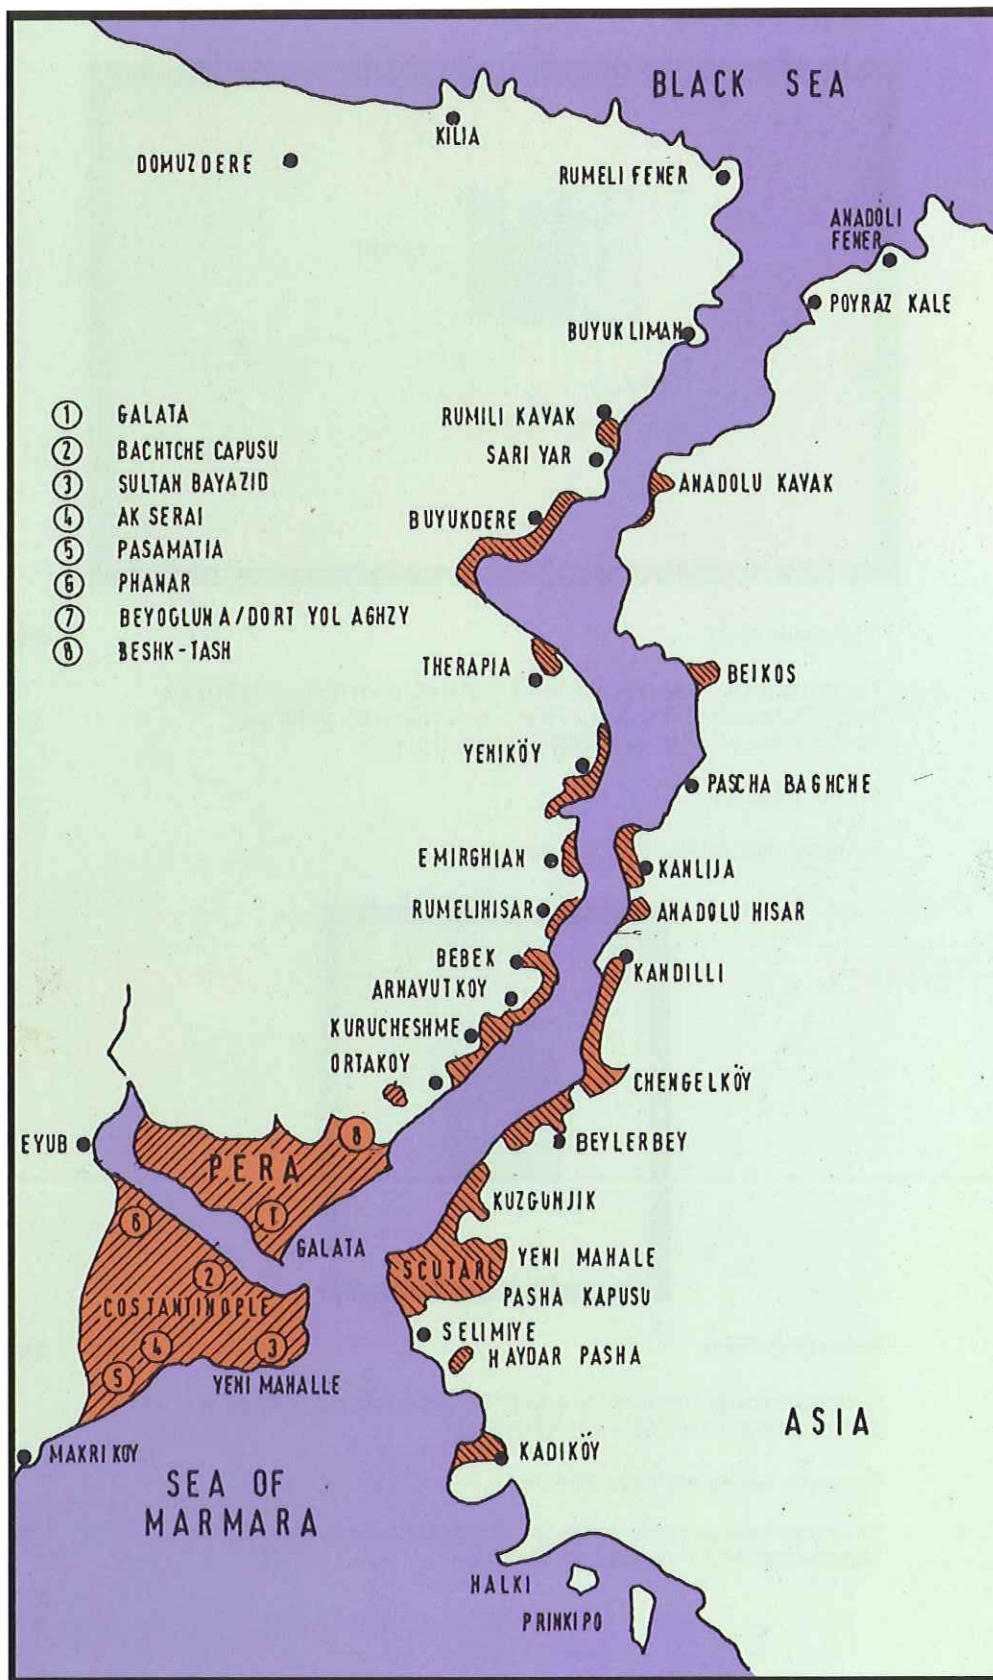 BLACK SEA
KILIA
DOMUZDERE
RUMELI FENER
ANADOLI
FENER
POYRAZ KALE
BUYUK LIMAN
① GALATA
② BACHTCHE CAPUSU
③ SULTAN BAYAZID
④ AK SERAI
⑤ PASAMATIA
⑥ PHANAR
⑦ BEYOGLUNA/DORT YOL AGHZY
⑧ BESHK-TASH
RUMILI KAVAK
SARI YAR
ANADOLU KAVAK
BUYUKDERE
THERAPIA
BEIKOS
YENIKÖY
PASCHA BAGHCHE
EMIRGHIAN
KANLIJA
RUMELIHISAR
ANADOLU HISAR
BEBEK
KANDILLI
ARNAVUTKOY
KURUCHESHME
ORTAKOY
CHENGELKÖY
EYUB
8
BEYLERBEY
PERA
KUZGUNJIK
6
1
GALATA
YENI MAHALE
SCUTARI
2
PASHA KAPUSU
COSTANTINOPLE
SELIMIYE
4
3
HAYDAR PASHA
5
YENI MAHALLE
ASIA
MAKRI KOY
KADIKÖY
SEA OF
MARMARA
HALKI
PRINKIPO